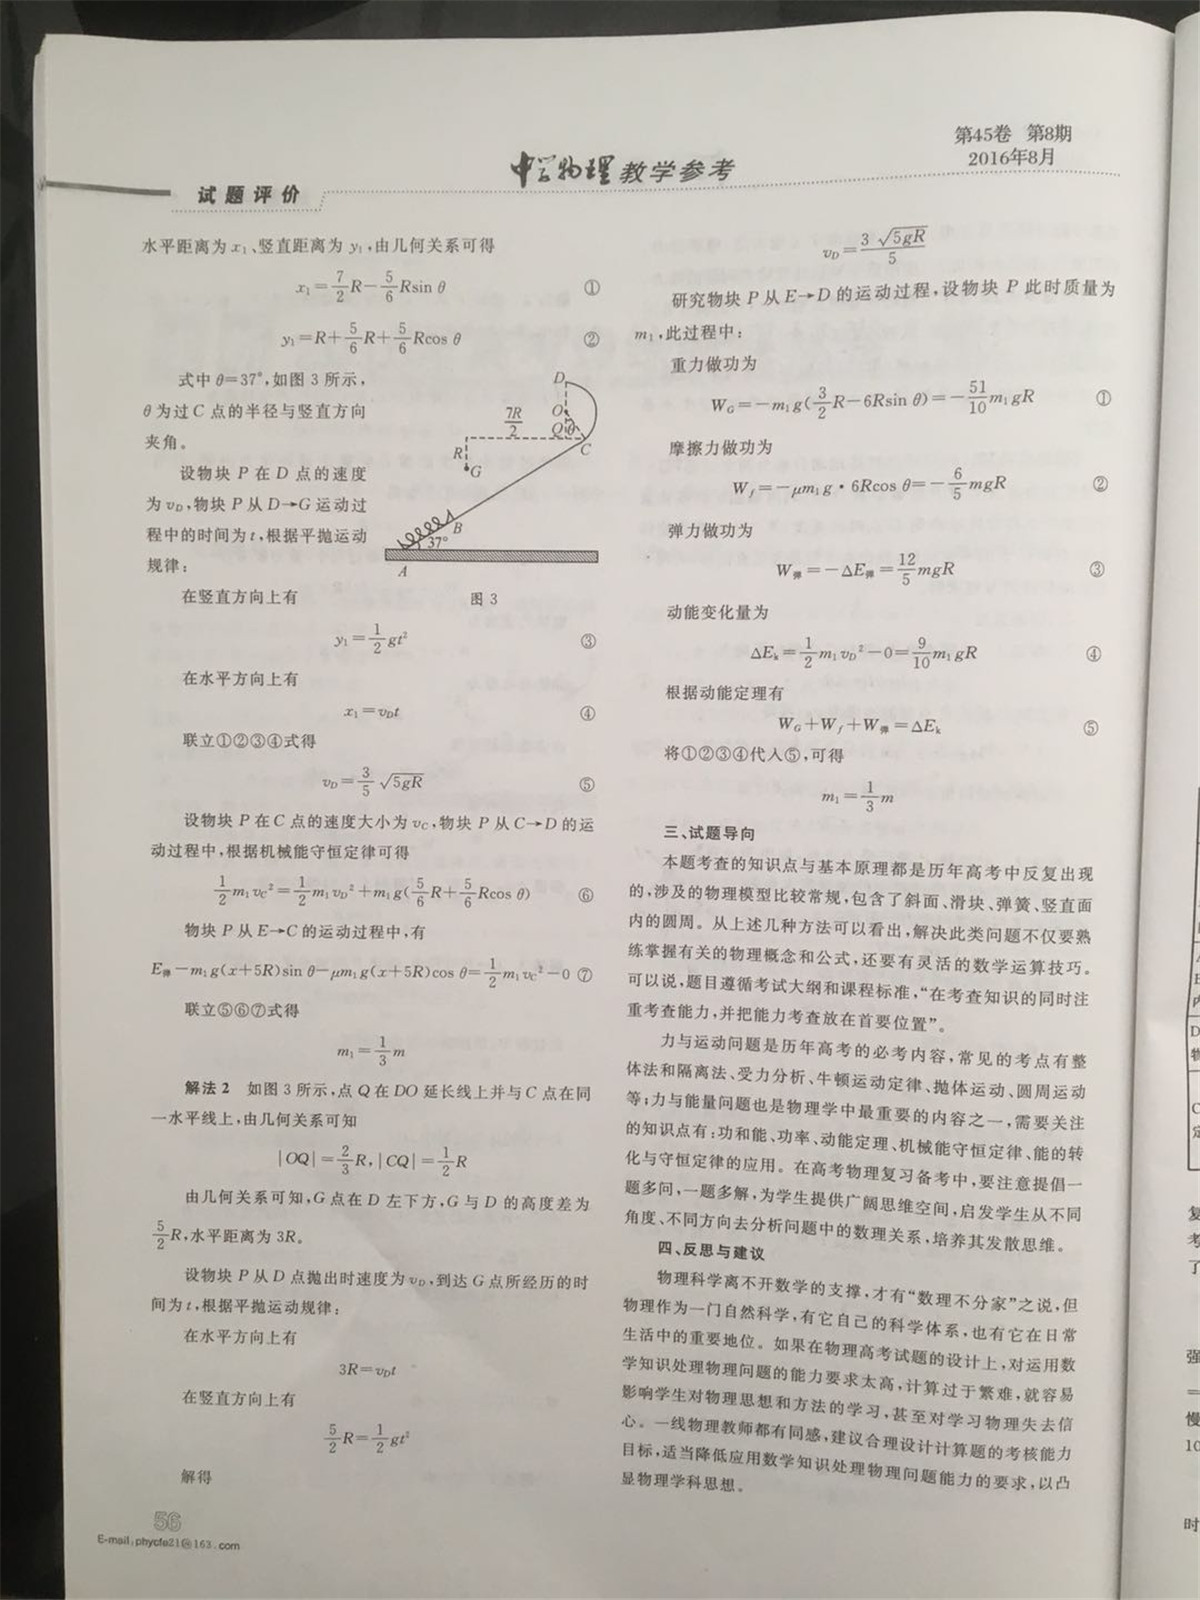 第45卷 第8期
2016年8月
中学物理教学参考
试题评价
水平距离为 x₁、竖直距离为 y₁,由几何关系可得
x₁=7/2R-5/6Rsin θ ①
y₁=R+5/6R+5/6Rcos θ ②
式中 θ=37°,如图 3 所示,
θ 为过 C 点的半径与竖直方向
夹角。
设物块 P 在 D 点的速度
为 v_D,物块 P 从 D→G 运动过
程中的时间为 t,根据平抛运动
规律:
D
O
Q θ
C
7R/2
R
G
B
37°
A
图 3
在竖直方向上有
y₁=1/2gt² ③
在水平方向上有
x₁=v_Dt ④
联立①②③④式得
v_D=3/5√5gR ⑤
设物块 P 在 C 点的速度大小为 v_C,物块 P 从 C→D 的运
动过程中,根据机械能守恒定律可得
1/2m₁v_C²=1/2m₁v_D²+m₁g(5/6R+5/6Rcos θ) ⑥
物块 P 从 E→C 的运动过程中,有
E弹-m₁g(x+5R)sin θ-μm₁g(x+5R)cos θ=1/2m₁v_C²-0 ⑦
联立⑤⑥⑦式得
m₁=1/3m
解法 2 如图 3 所示,点 Q 在 DO 延长线上并与 C 点在同
一水平线上,由几何关系可知
|OQ|=2/3R,|CQ|=1/2R
由几何关系可知,G 点在 D 左下方,G 与 D 的高度差为
5/2R,水平距离为 3R。
设物块 P 从 D 点抛出时速度为 v_D,到达 G 点所经历的时
间为 t,根据平抛运动规律:
在水平方向上有
3R=v_Dt
在竖直方向上有
5/2R=1/2gt²
解得
56
E-mail:phycfe21@163.com
v_D=3√5gR/5
研究物块 P 从 E→D 的运动过程,设物块 P 此时质量为
m₁,此过程中:
重力做功为
W_G=-m₁g(3/2R-6Rsin θ)=-51/10m₁gR ①
摩擦力做功为
W_f=-μm₁g·6Rcos θ=-6/5mgR ②
弹力做功为
W弹=-ΔE弹=12/5mgR ③
动能变化量为
ΔE_k=1/2m₁v_D²-0=9/10m₁gR ④
根据动能定理有
W_G+W_f+W弹=ΔE_k ⑤
将①②③④代入⑤,可得
m₁=1/3m
三、试题导向
本题考查的知识点与基本原理都是历年高考中反复出现
的,涉及的物理模型比较常规,包含了斜面、滑块、弹簧、竖直面
内的圆周。从上述几种方法可以看出,解决此类问题不仅要熟
练掌握有关的物理概念和公式,还要有灵活的数学运算技巧。
可以说,题目遵循考试大纲和课程标准,“在考查知识的同时注
重考查能力,并把能力考查放在首要位置”。
力与运动问题是历年高考的必考内容,常见的考点有整
体法和隔离法、受力分析、牛顿运动定律、抛体运动、圆周运动
等;力与能量问题也是物理学中最重要的内容之一,需要关注
的知识点有:功和能、功率、动能定理、机械能守恒定律、能的转
化与守恒定律的应用。在高考物理复习备考中,要注意提倡一
题多问,一题多解,为学生提供广阔思维空间,启发学生从不同
角度、不同方向去分析问题中的数理关系,培养其发散思维。
四、反思与建议
物理科学离不开数学的支撑,才有“数理不分家”之说,但
物理作为一门自然科学,有它自己的科学体系,也有它在日常
生活中的重要地位。如果在物理高考试题的设计上,对运用数
学知识处理物理问题的能力要求太高,计算过于繁难,就容易
影响学生对物理思想和方法的学习,甚至对学习物理失去信
心。一线物理教师都有同感,建议合理设计计算题的考核能力
目标,适当降低应用数学知识处理物理问题能力的要求,以凸
显物理学科思想。
D
物
C
定
复
考
了
强
=
慢
10
时